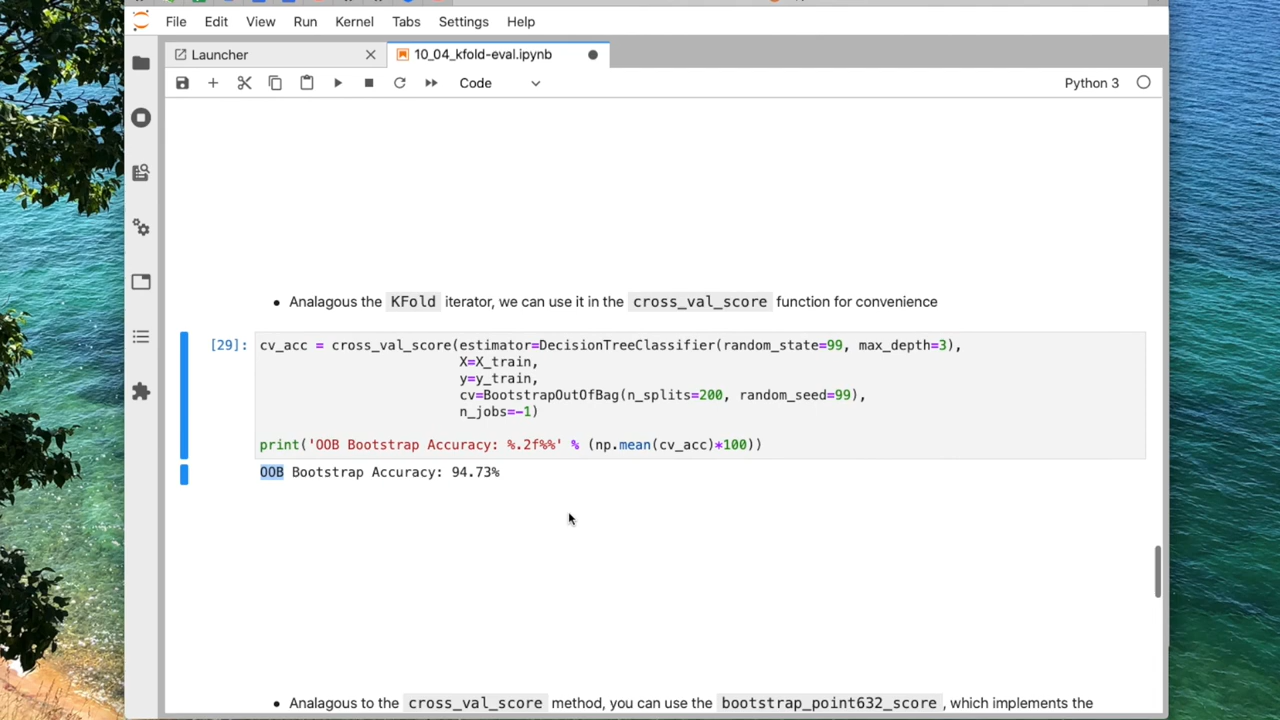 File Edit View Run Kernel Tabs Settings Help
Launcher 10_04_kfold-eval.ipynb
Code Python 3
• Analagous the KFold iterator, we can use it in the cross_val_score function for convenience
[29]: cv_acc = cross_val_score(estimator=DecisionTreeClassifier(random_state=99, max_depth=3),
X=X_train,
y=y_train,
cv=BootstrapOutOfBag(n_splits=200, random_seed=99),
n_jobs=-1)
print('OOB Bootstrap Accuracy: %.2f%%' % (np.mean(cv_acc)*100))
OOB Bootstrap Accuracy: 94.73%
• Analagous to the cross_val_score method, you can use the bootstrap_point632_score, which implements the